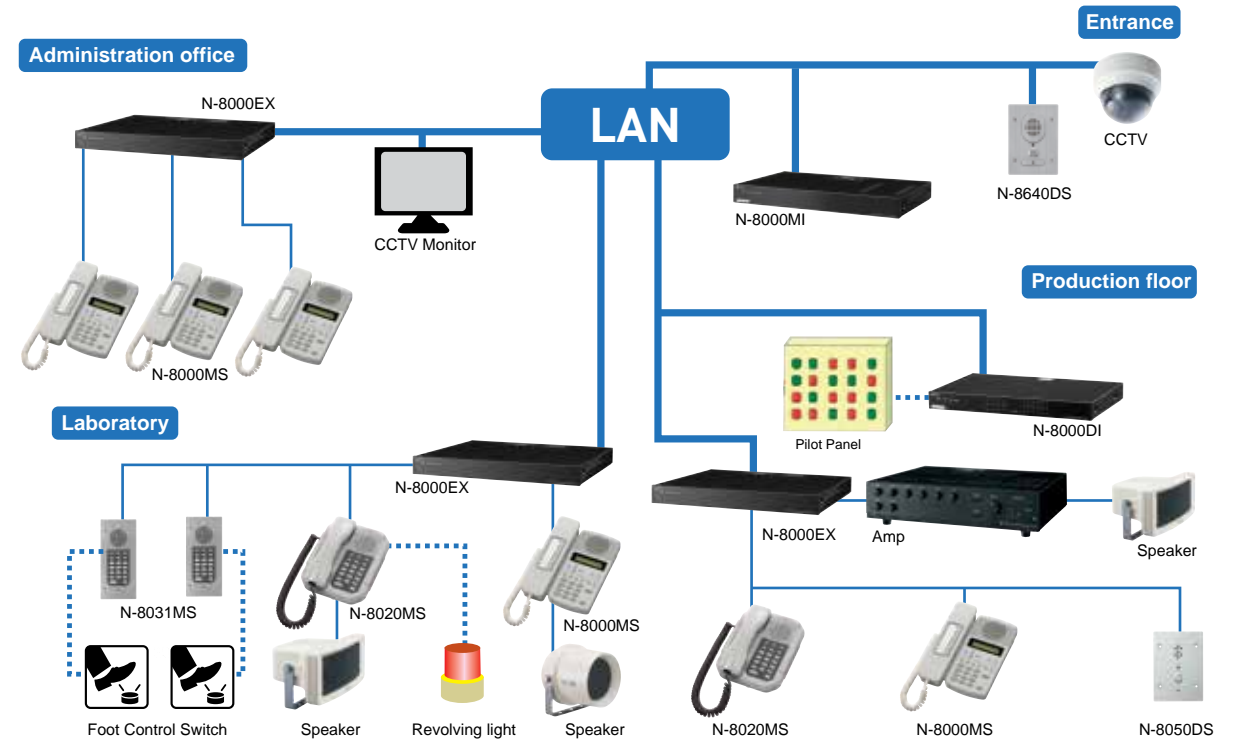 Entrance
Administration office
N-8000EX
LAN
CCTV
N-8640DS
N-8000MI
CCTV Monitor
Production floor
N-8000MS
Laboratory
N-8000DI
Pilot Panel
N-8000EX
N-8000EX
Amp
Speaker
N-8031MS
N-8020MS
N-8000MS
Foot Control Switch
Speaker
Revolving light
Speaker
N-8020MS
N-8000MS
N-8050DS